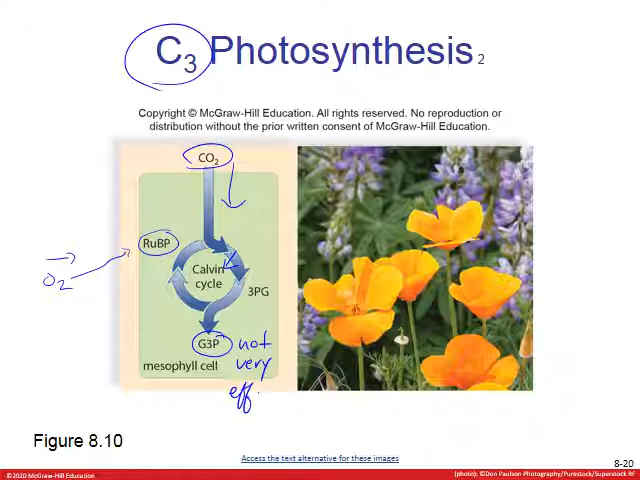 C3 Photosynthesis 2
Copyright © McGraw-Hill Education. All rights reserved. No reproduction or
distribution without the prior written consent of McGraw-Hill Education.
CO2
RuBP
O2
Calvin
cycle
3PG
G3P not
very
mesophyll cell
eff.
Figure 8.10
Access the text alternative for these images
8-20
©2020 McGraw-Hill Education
(photo): ©Don Paulson Photography/Purestock/Superstock RF